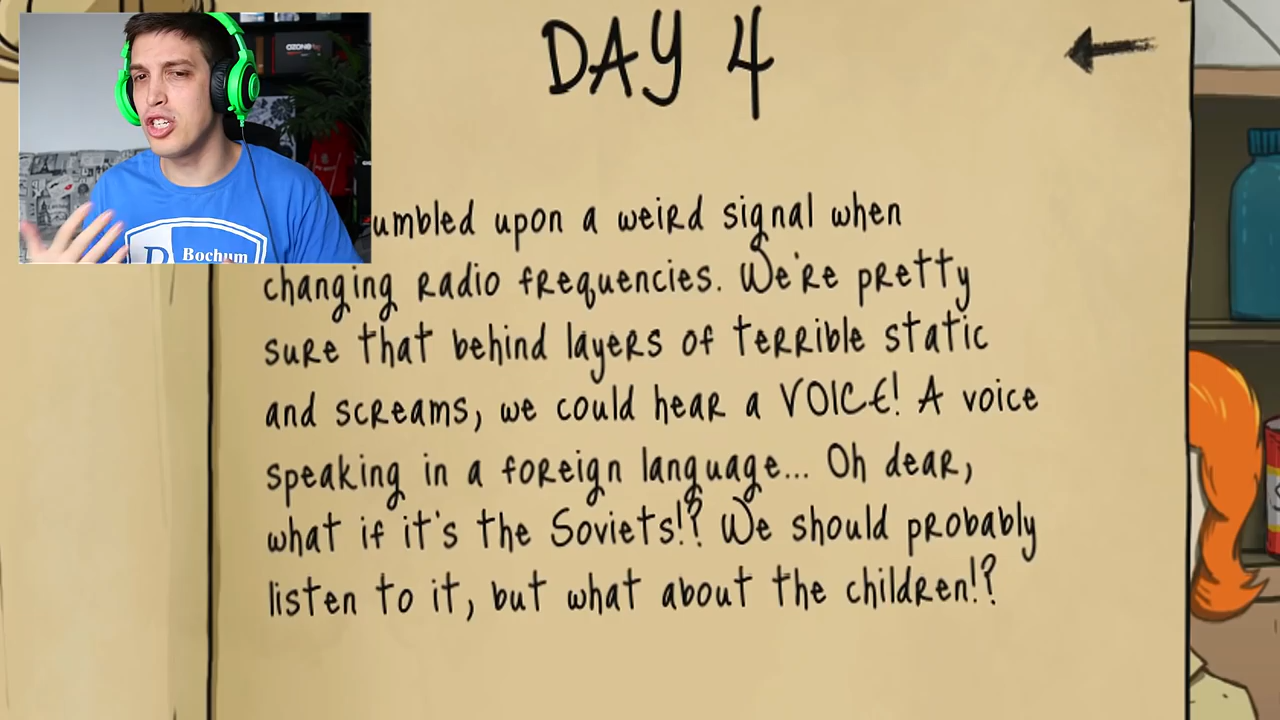 DAY 4
OZONE
Bochum
umbled upon a weird signal when
changing radio frequencies. We're pretty
sure that behind layers of terrible static
and screams, we could hear a VOICE! A voice
speaking in a foreign language... Oh dear,
what if it's the Soviets!? We should probably
listen to it, but what about the children!?